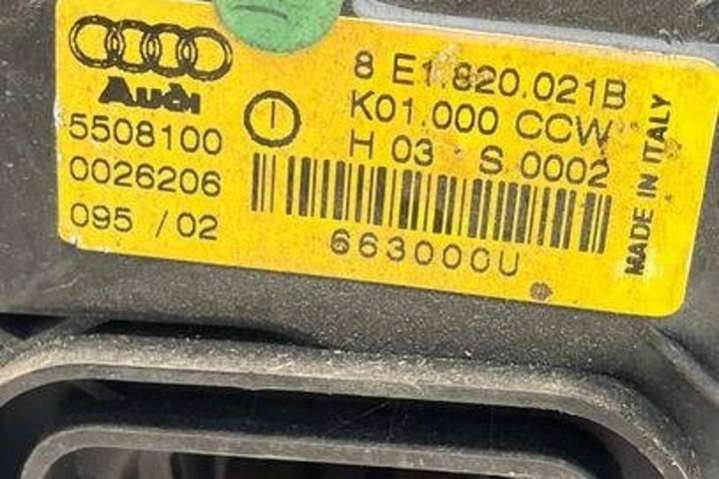 Audi
8 E1.820.021B
K01.000 CCW
H 03 S 0002
5508100
0026206
095 / 02
663000U
MADE IN ITALY